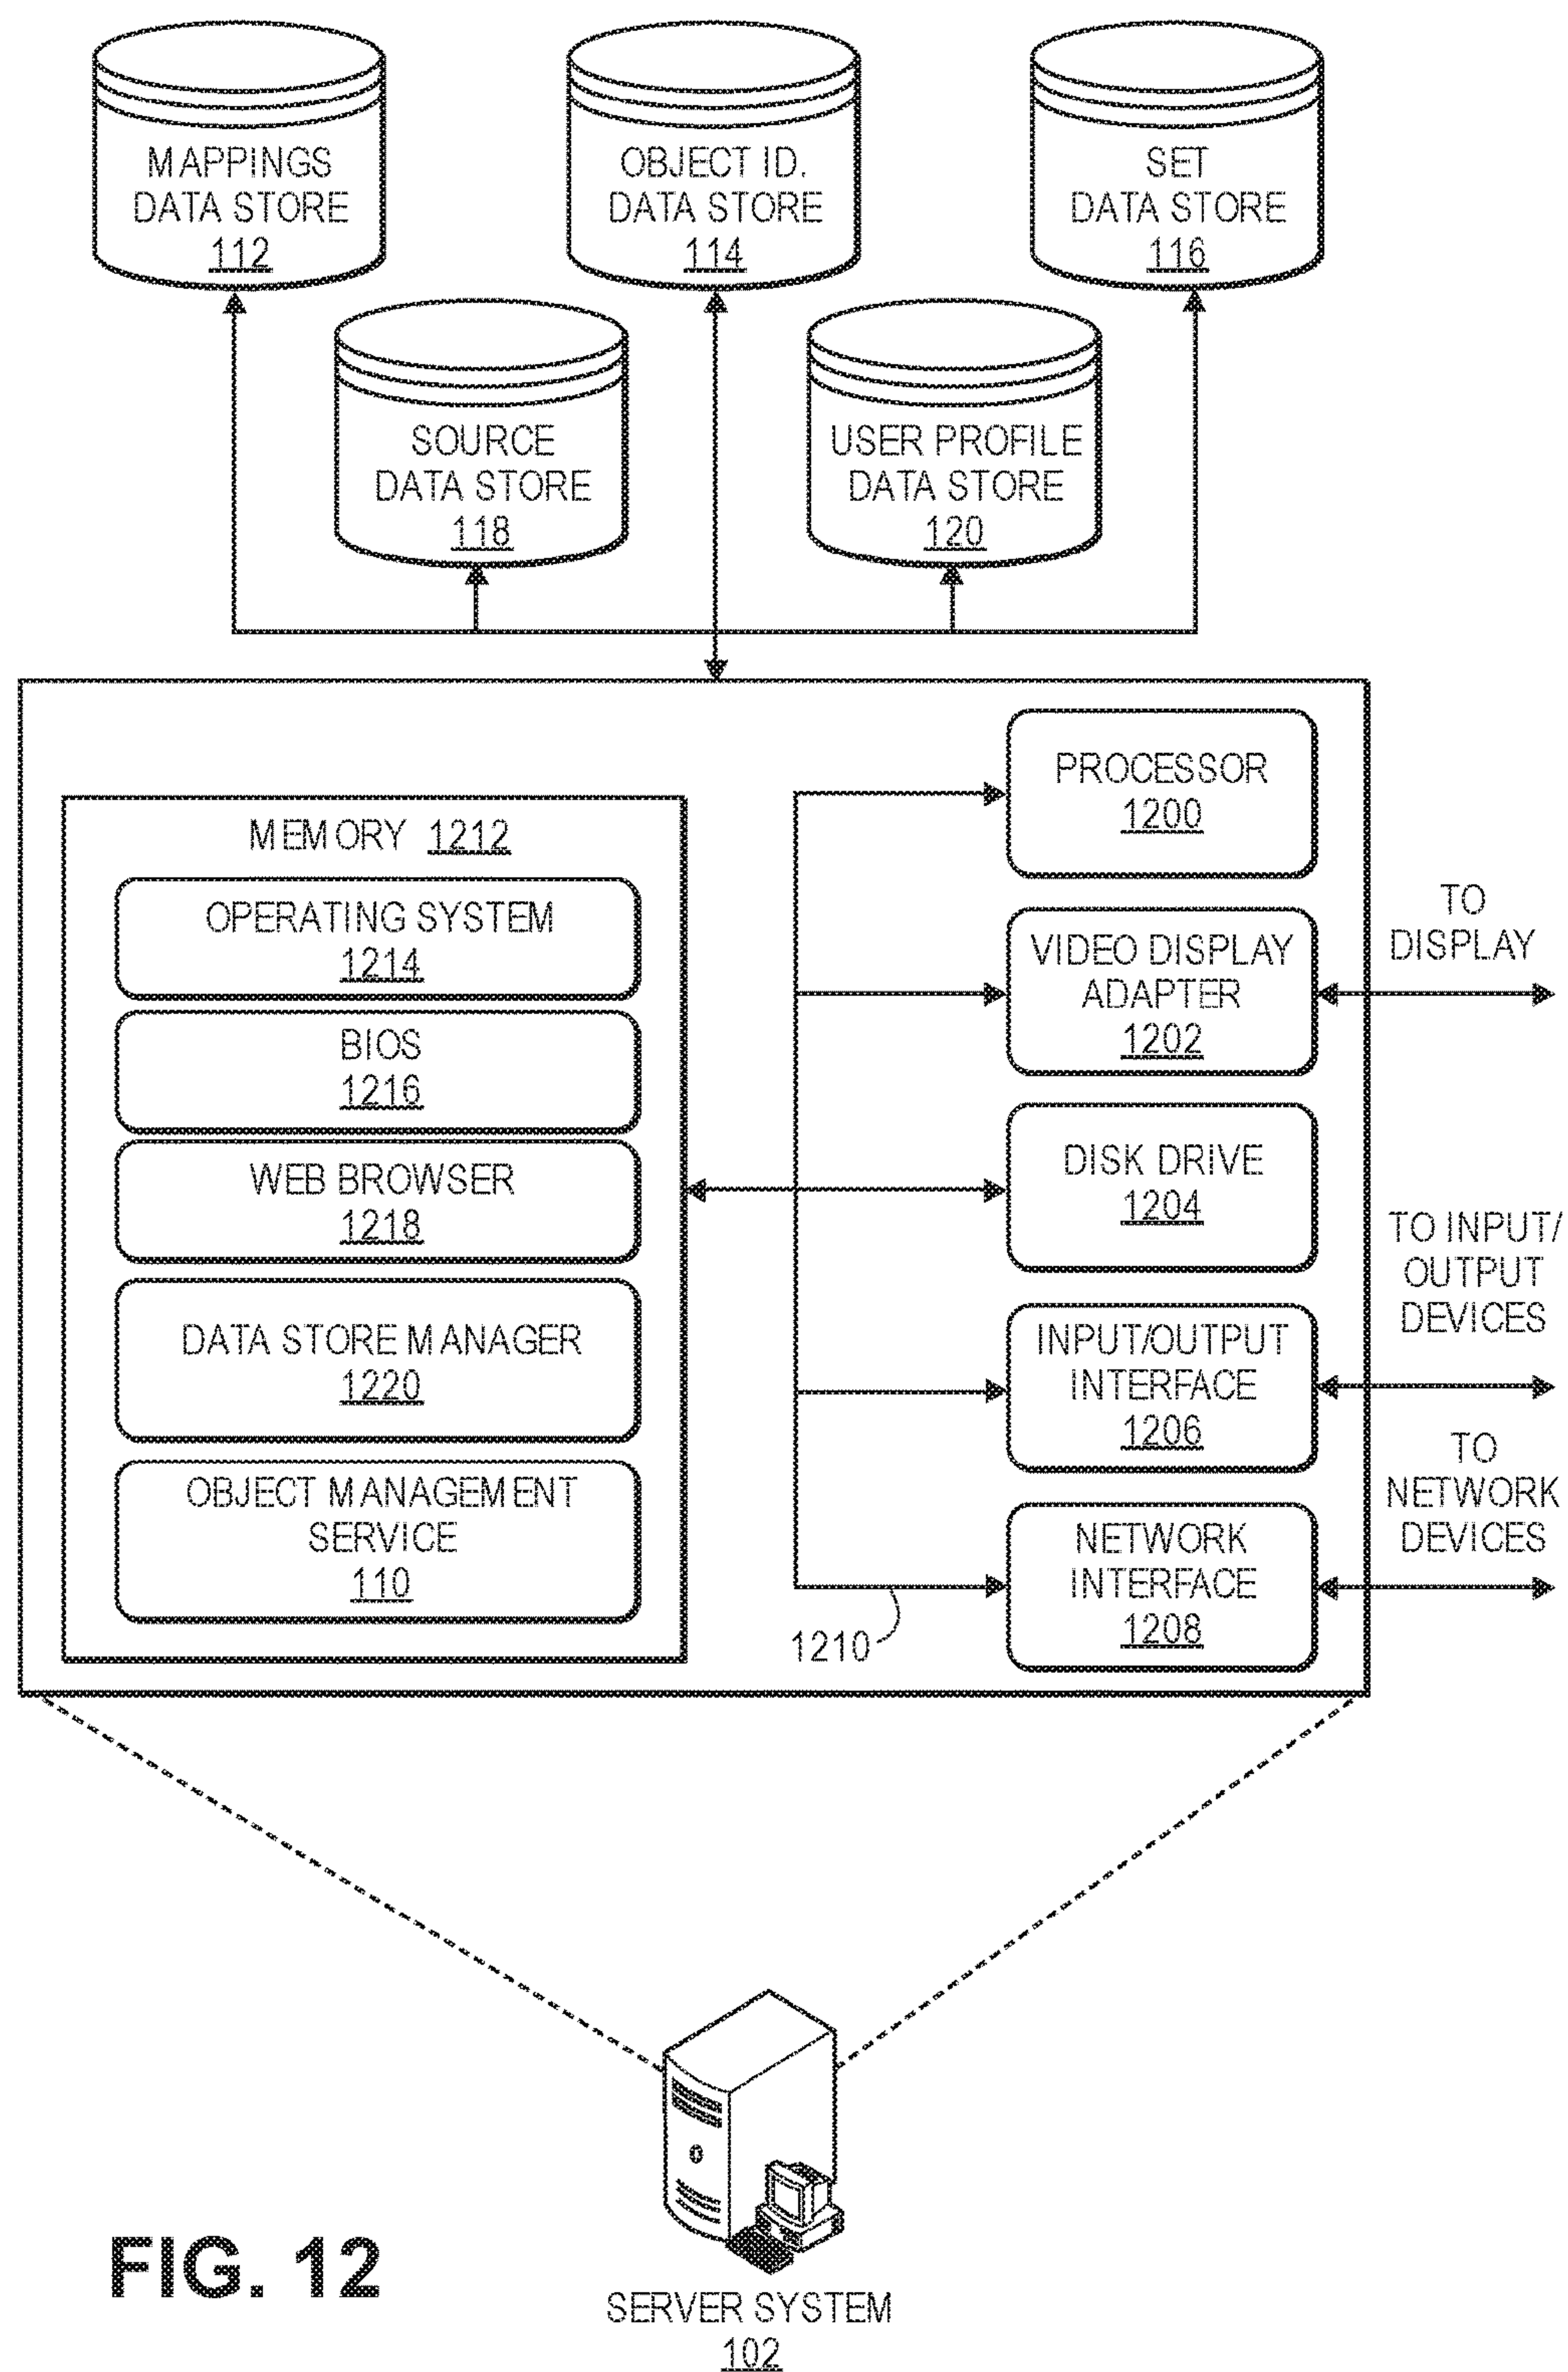 MAPPINGS
DATA STORE
112
OBJECT ID.
DATA STORE
114
SET
DATA STORE
116
SOURCE
DATA STORE
118
USER PROFILE
DATA STORE
120
MEMORY 1212
OPERATING SYSTEM
1214
BIOS
1216
WEB BROWSER
1218
DATA STORE MANAGER
1220
OBJECT MANAGEMENT
SERVICE
110
PROCESSOR
1200
VIDEO DISPLAY
ADAPTER
1202
DISK DRIVE
1204
INPUT/OUTPUT
INTERFACE
1206
NETWORK
INTERFACE
1208
1210
TO
DISPLAY
TO INPUT/
OUTPUT
DEVICES
TO
NETWORK
DEVICES
FIG. 12
SERVER SYSTEM
102